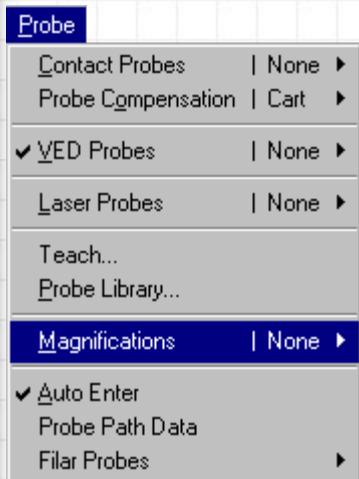 Probe
Contact Probes | None
Probe Compensation | Cart
VED Probes | None
Laser Probes | None
Teach...
Probe Library...
Magnifications | None
Auto Enter
Probe Path Data
Filar Probes